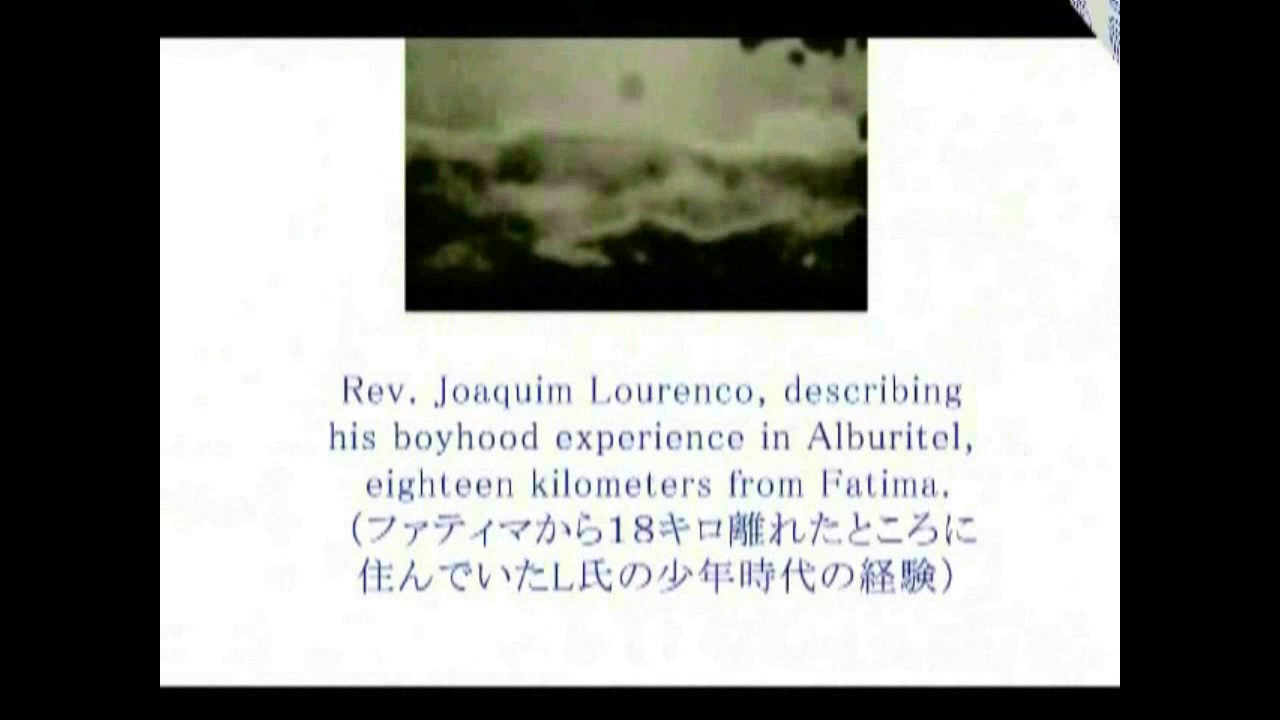 Rev. Joaquim Lourenco, describing
his boyhood experience in Alburitel,
eighteen kilometers from Fatima.
(ファティマから18キロ離れたところに
住んでいたL氏の少年時代の経験)